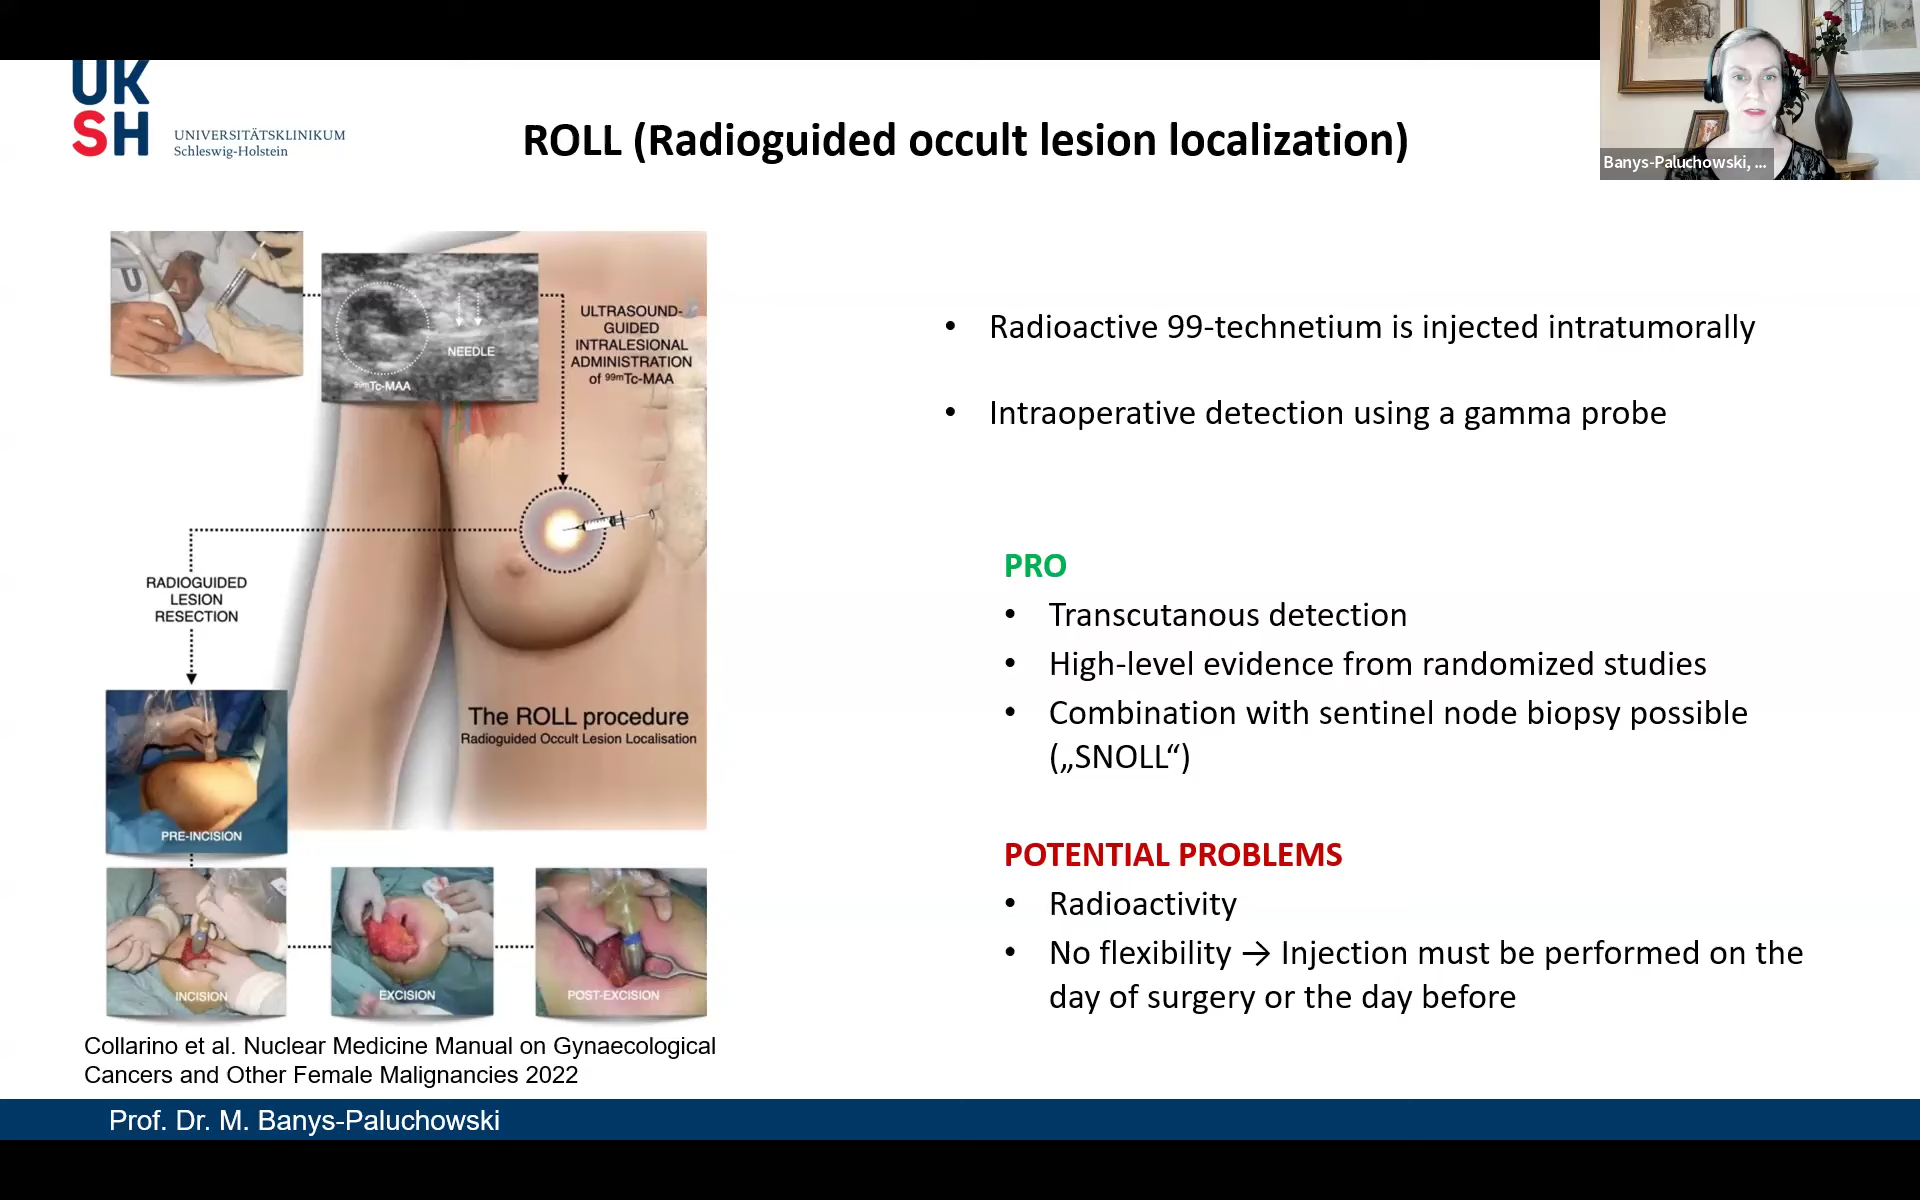 UK
SH
UNIVERSITÄTSKLINIKUM
Schleswig-Holstein
ROLL (Radioguided occult lesion localization)
Banys-Paluchowski, ...
NEEDLE
99mTc-MAA
ULTRASOUND-
GUIDED
INTRALESIONAL
ADMINISTRATION
of 99mTc-MAA
RADIOGUIDED
LESION
RESECTION
The ROLL procedure
Radioguided Occult Lesion Localisation
PRE-INCISION
INCISION
EXCISION
POST-EXCISION
Collarino et al. Nuclear Medicine Manual on Gynaecological
Cancers and Other Female Malignancies 2022
• Radioactive 99-technetium is injected intratumorally
• Intraoperative detection using a gamma probe
PRO
• Transcutanous detection
• High-level evidence from randomized studies
• Combination with sentinel node biopsy possible
(„SNOLL“)
POTENTIAL PROBLEMS
• Radioactivity
• No flexibility → Injection must be performed on the
day of surgery or the day before
Prof. Dr. M. Banys-Paluchowski